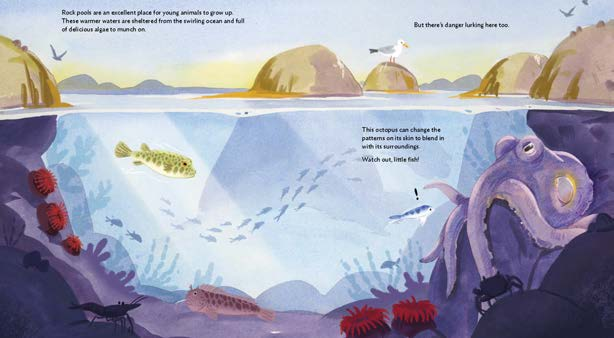 Rock pools are an excellent place for young animals to grow up.
These warmer waters are sheltered from the swirling ocean and full
of delicious algae to munch on.
But there's danger lurking here too.
This octopus can change the
patterns on its skin to blend in
with its surroundings.
Watch out, little fish!
!